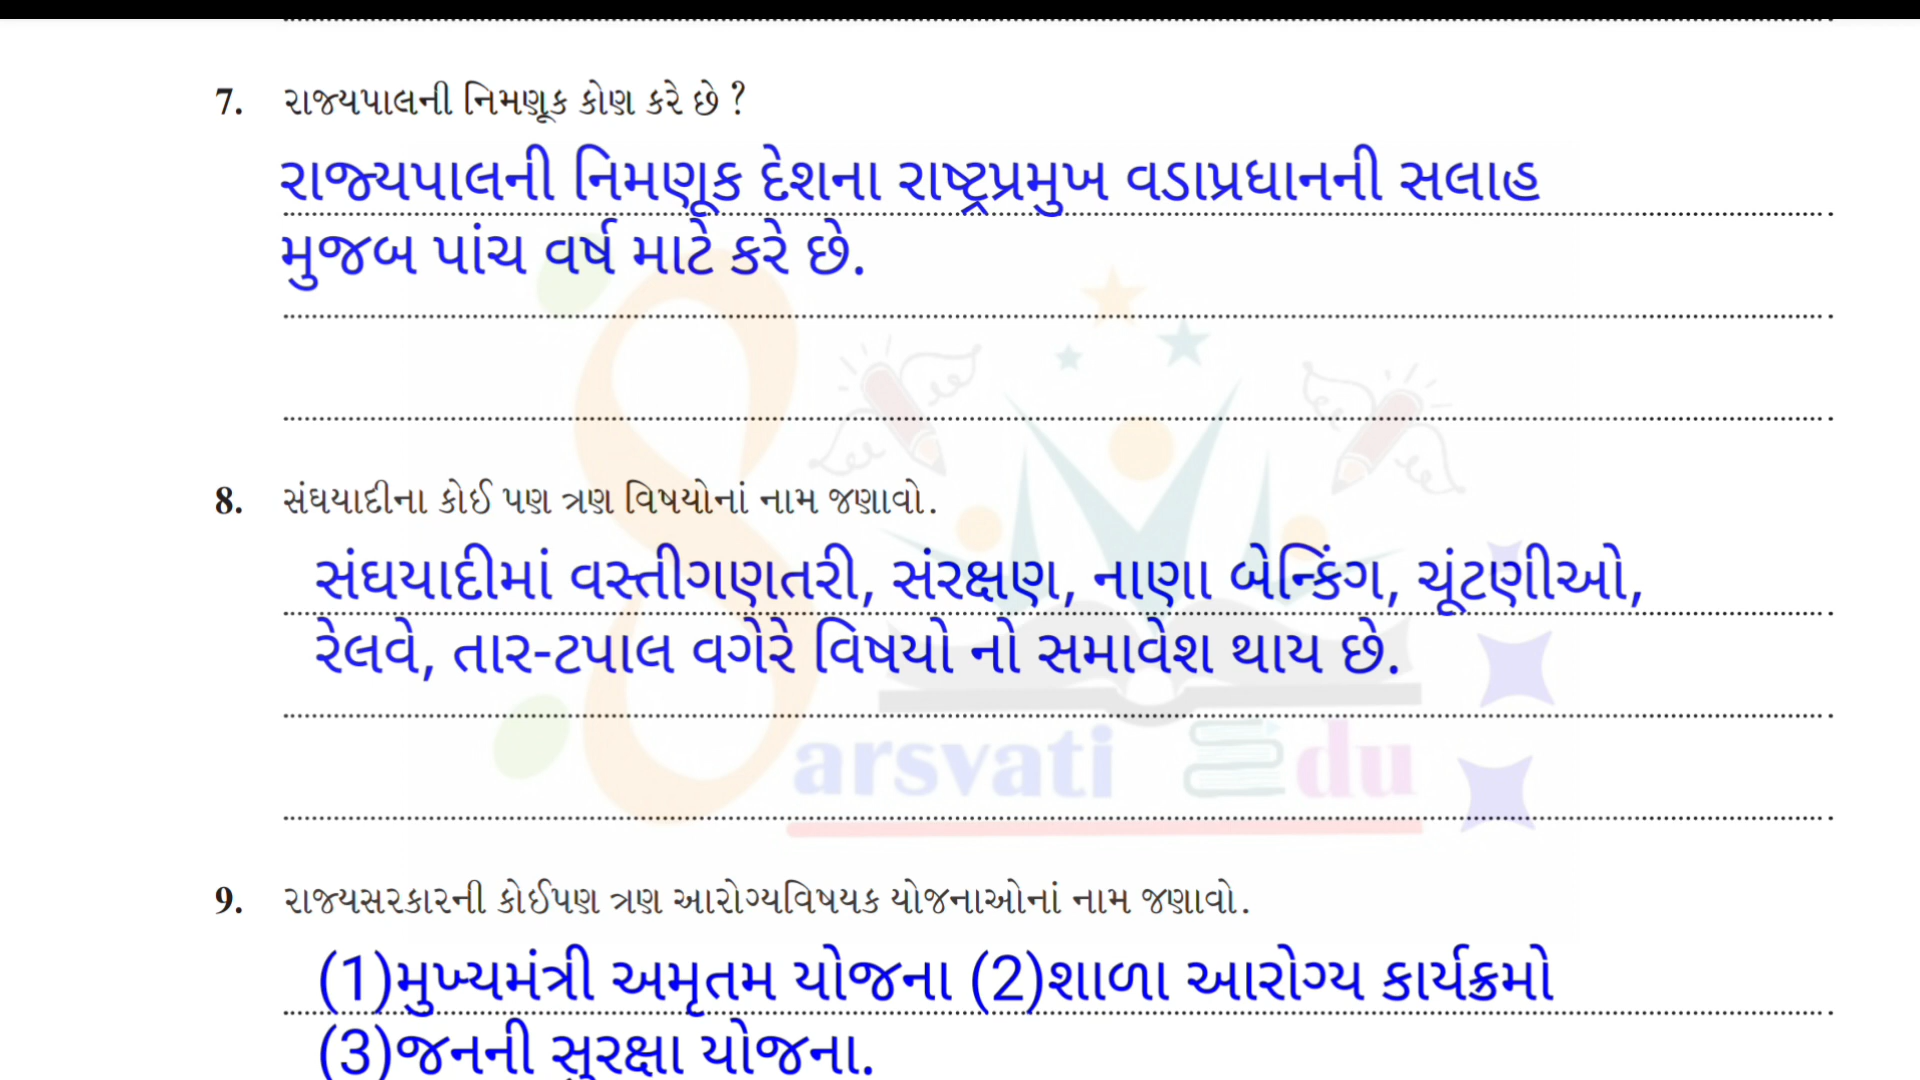 7. રાજ્યપાલની નિમણૂક કોણ કરે છે ?
રાજ્યપાલની નિમણૂક દેશના રાષ્ટ્રપ્રમુખ વડાપ્રધાનની સલાહ
મુજબ પાંચ વર્ષ માટે કરે છે.
8. સંઘયાદીના કોઈ પણ ત્રણ વિષયોનાં નામ જણાવો.
સંઘયાદીમાં વસ્તીગણતરી, સંરક્ષણ, નાણા બેન્કિંગ, ચૂંટણીઓ,
રેલવે, તાર-ટપાલ વગેરે વિષયો નો સમાવેશ થાય છે.
arsvati Edu
9. રાજ્યસરકારની કોઈપણ ત્રણ આરોગ્યવિષયક યોજનાઓનાં નામ જણાવો.
(1)મુખ્યમંત્રી અમૃતમ યોજના (2)શાળા આરોગ્ય કાર્યક્રમો
(3)જનની સુરક્ષા યોજના.